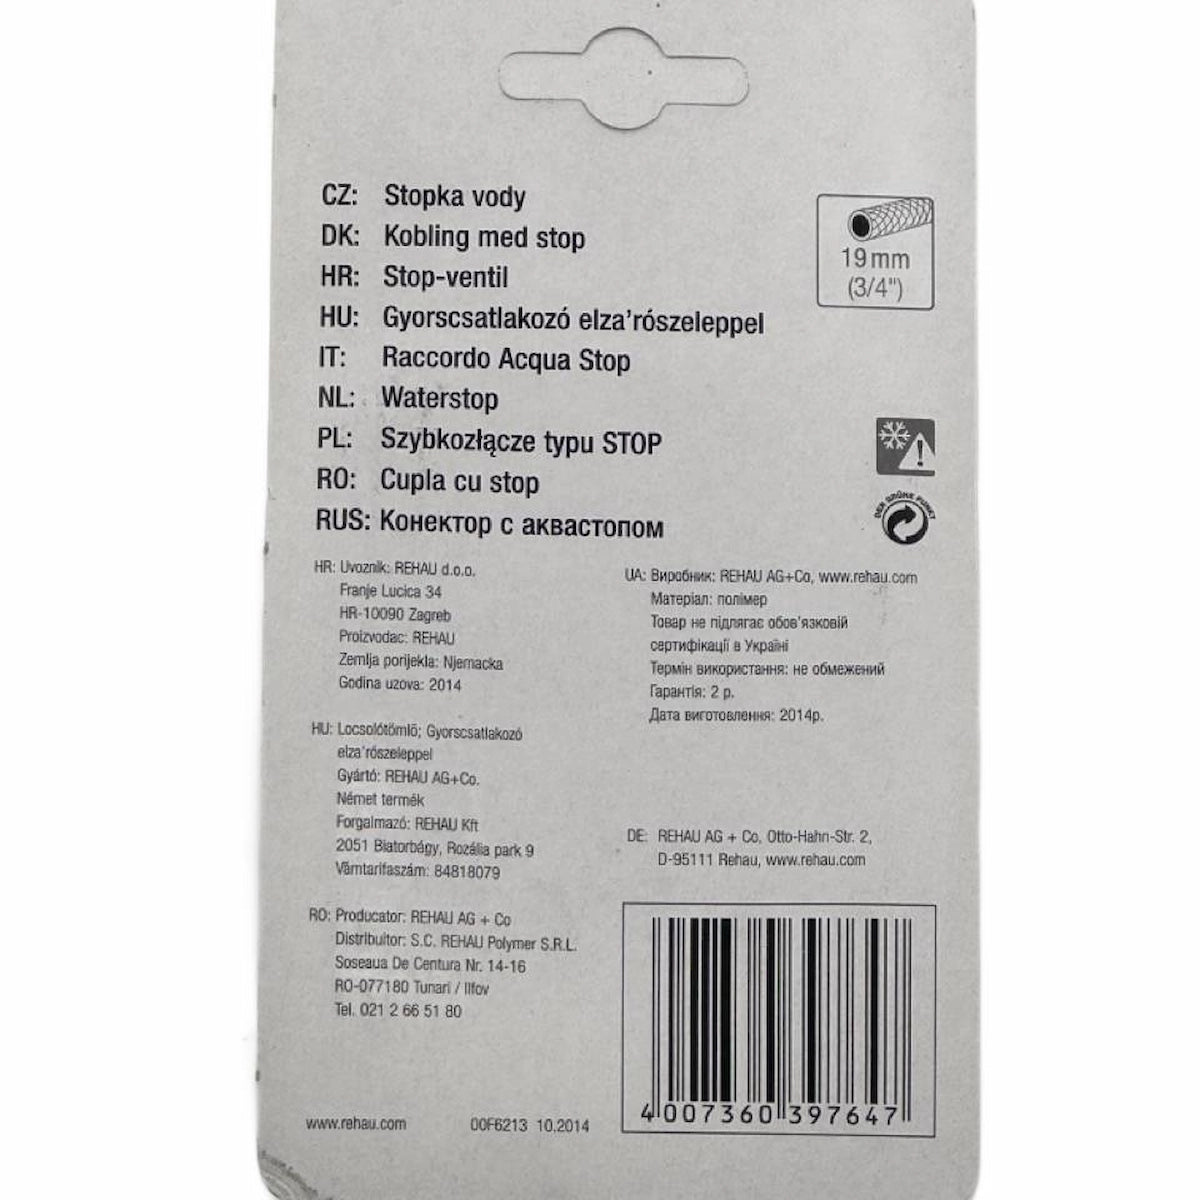 CZ: Stopka vody
DK: Kobling med stop
HR: Stop-ventil
HU: Gyorscsatlakozó elza'rószeleppel
IT: Raccordo Acqua Stop
NL: Waterstop
PL: Szybkozłącze typu STOP
RO: Cupla cu stop
RUS: Конектор с аквастопом
19 mm
(3/4")
DER GRÜNE PUNKT
HR: Uvoznik: REHAU d.o.o.
Franje Lucica 34
HR-10090 Zagreb
Proizvodac: REHAU
Zemlja porijekla: Njemacka
Godina uzova: 2014
HU: Locsolótömlő; Gyorscsatlakozó
elza'rószeleppel
Gyártó: REHAU AG+Co.
Német termék
Forgalmazó: REHAU Kft
2051 Biatorbágy, Rozália park 9
Vámtarifaszám: 84818079
RO: Producator: REHAU AG + Co
Distribuitor: S.C. REHAU Polymer S.R.L.
Soseaua De Centura Nr. 14-16
RO-077180 Tunari / Ilfov
Tel. 021 2 66 51 80
UA: Виробник: REHAU AG+Co, www.rehau.com
Матеріал: полімер
Товар не підлягає обов'язковій
сертифікації в Україні
Термін використання: не обмежений
Гарантія: 2 р.
Дата виготовлення: 2014р.
DE: REHAU AG + Co, Otto-Hahn-Str. 2,
D-95111 Rehau, www.rehau.com
4 007360 397647
www.rehau.com 00F6213 10.2014